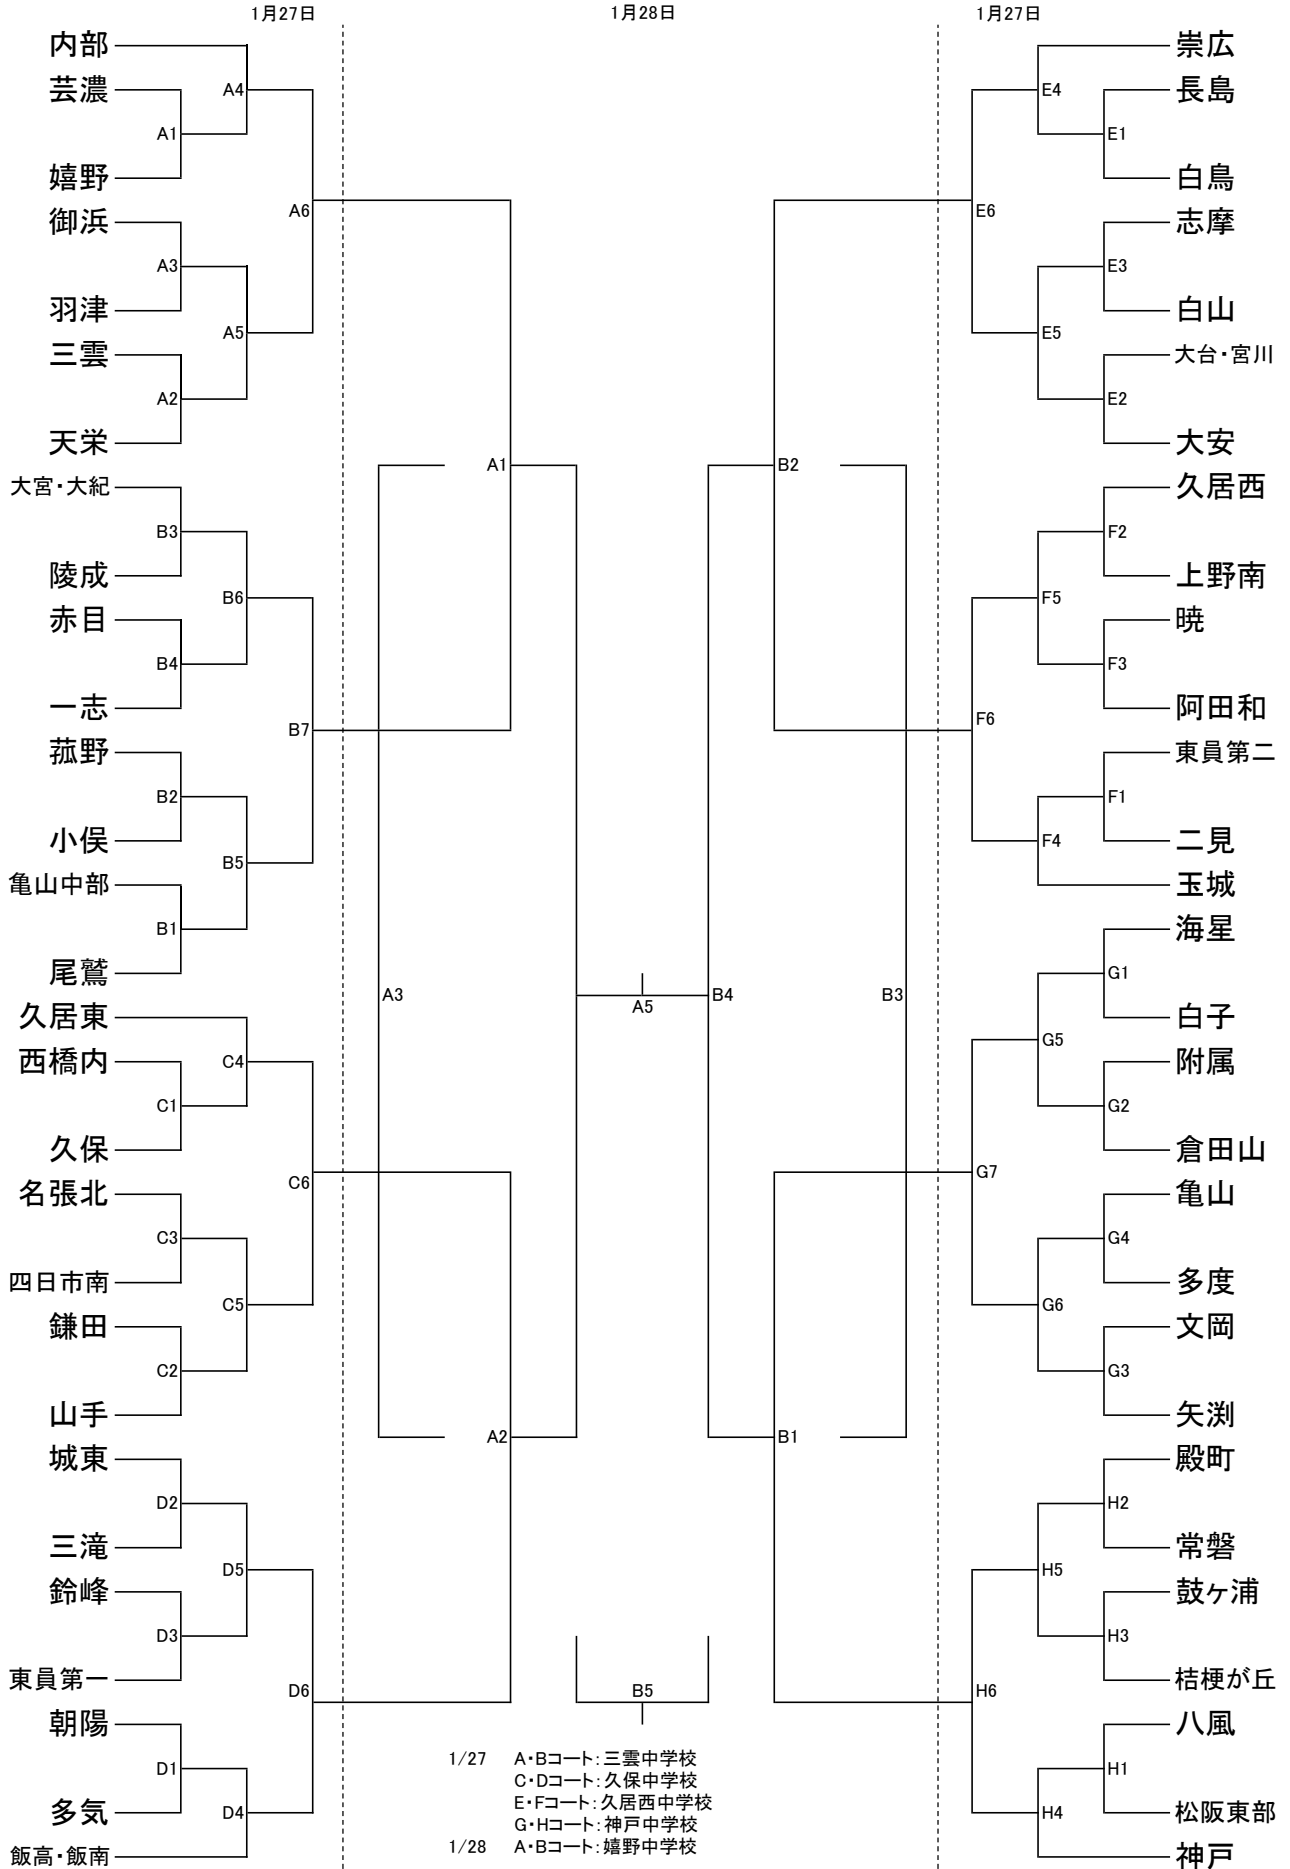 1月27日
1月28日
1月27日
内部
芸濃
嬉野
御浜
羽津
三雲
天栄
大宮・大紀
陵成
赤目
一志
菰野
小俣
亀山中部
尾鷲
久居東
西橋内
久保
名張北
四日市南
鎌田
山手
城東
三滝
鈴峰
東員第一
朝陽
多気
飯高・飯南
A1
A3
A2
B3
B4
B2
B1
C1
C3
C2
D2
D3
D1
A4
A5
B6
B5
C4
C5
D5
D4
A6
B7
C6
D6
A3
A1
A2
A5
B5
B4
B2
B1
B3
E6
F6
G7
H6
E4
E5
F5
F4
G5
G6
H5
H4
E1
E3
E2
F2
F3
F1
G1
G2
G4
G3
H2
H3
H1
崇広
長島
白鳥
志摩
白山
大台・宮川
大安
久居西
上野南
暁
阿田和
東員第二
二見
玉城
海星
白子
附属
倉田山
亀山
多度
文岡
矢渕
殿町
常磐
鼓ヶ浦
桔梗が丘
八風
松阪東部
神戸
1/27 A・Bコート:三雲中学校
C・Dコート:久保中学校
E・Fコート:久居西中学校
G・Hコート:神戸中学校
1/28 A・Bコート:嬉野中学校